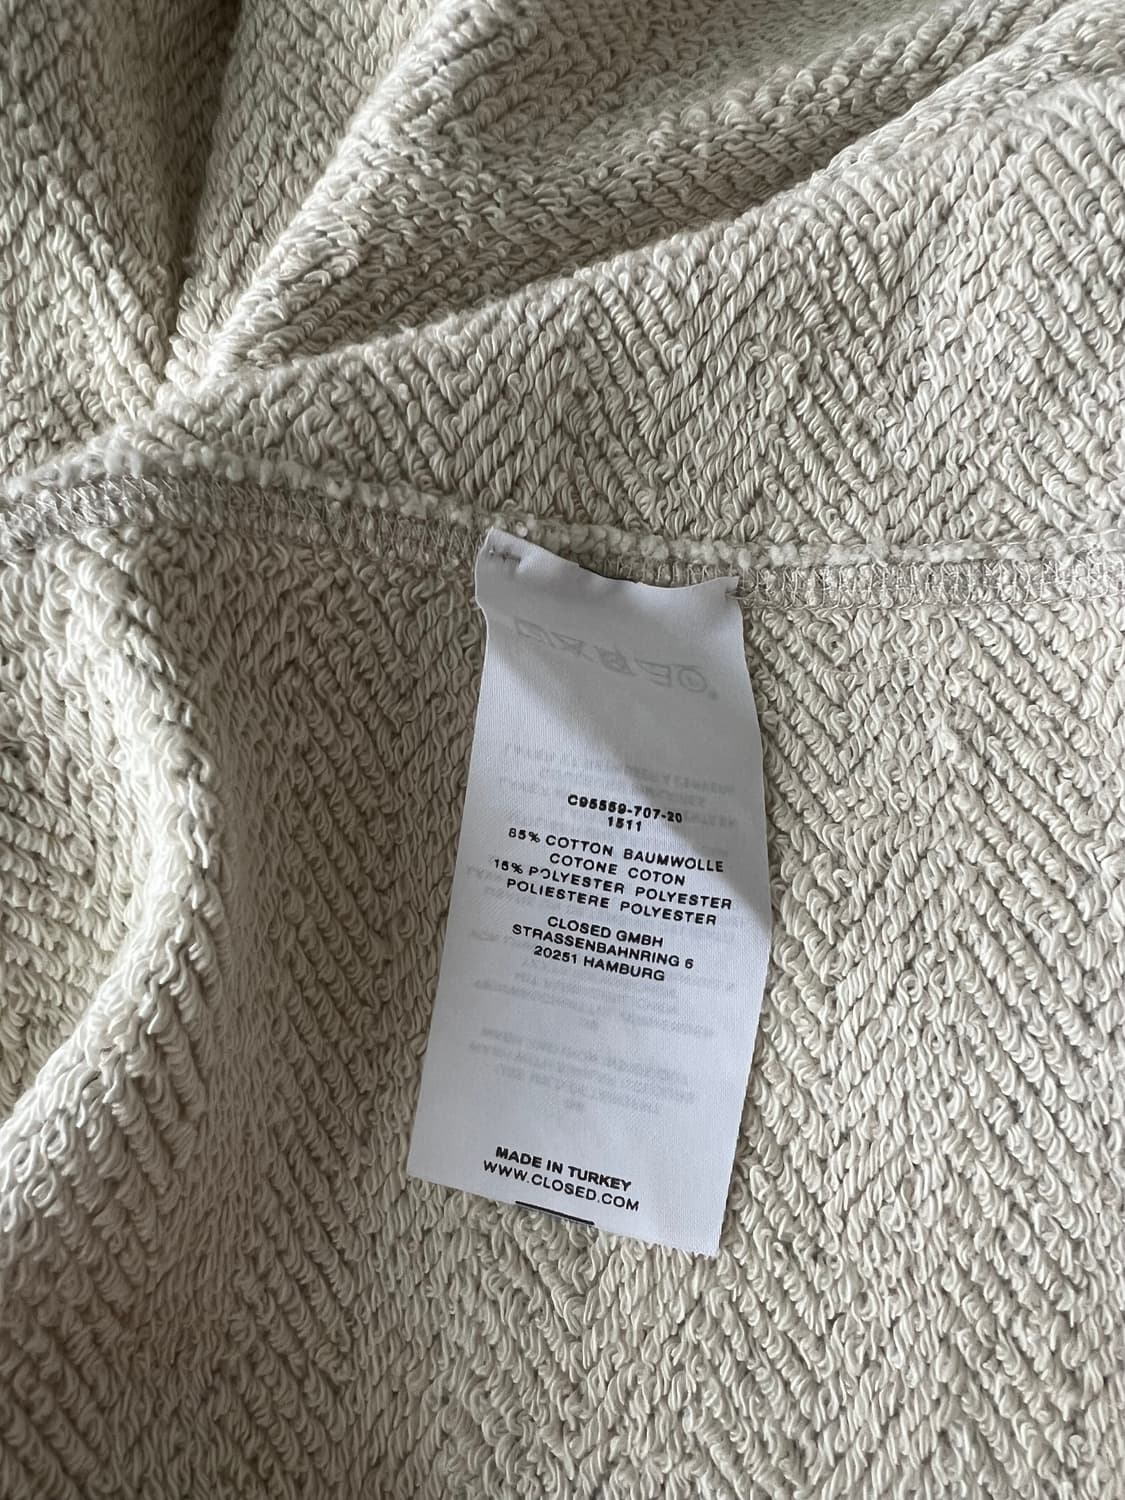 C95559-707-20
1511
85% COTTON BAUMWOLLE
COTONE COTON
15% POLYESTER POLYESTER
POLIESTERE POLYESTER
CLOSED GMBH
STRASSENBAHNRING 6
20251 HAMBURG
MADE IN TURKEY
WWW.CLOSED.COM